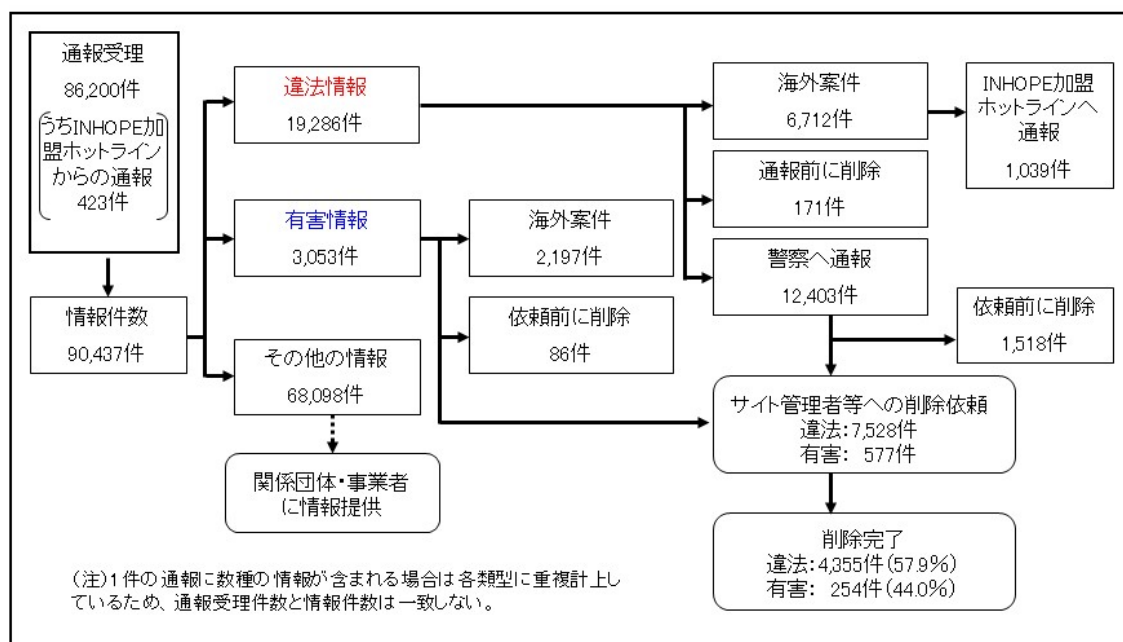 通報受理
86,200件
うちINHOPE加
盟ホットライン
からの通報
423件
情報件数
90,437件
違法情報
19,286件
有害情報
3,053件
その他の情報
68,098件
関係団体・事業者
に情報提供
海外案件
2,197件
依頼前に削除
86件
海外案件
6,712件
通報前に削除
171件
警察へ通報
12,403件
INHOPE加盟
ホットラインへ
通報
1,039件
依頼前に削除
1,518件
サイト管理者等への削除依頼
違法:7,528件
有害: 577件
削除完了
違法:4,355件(57.9%)
有害: 254件(44.0%)
(注)1件の通報に数種の情報が含まれる場合は各類型に重複計上し
ているため、通報受理件数と情報件数は一致しない。